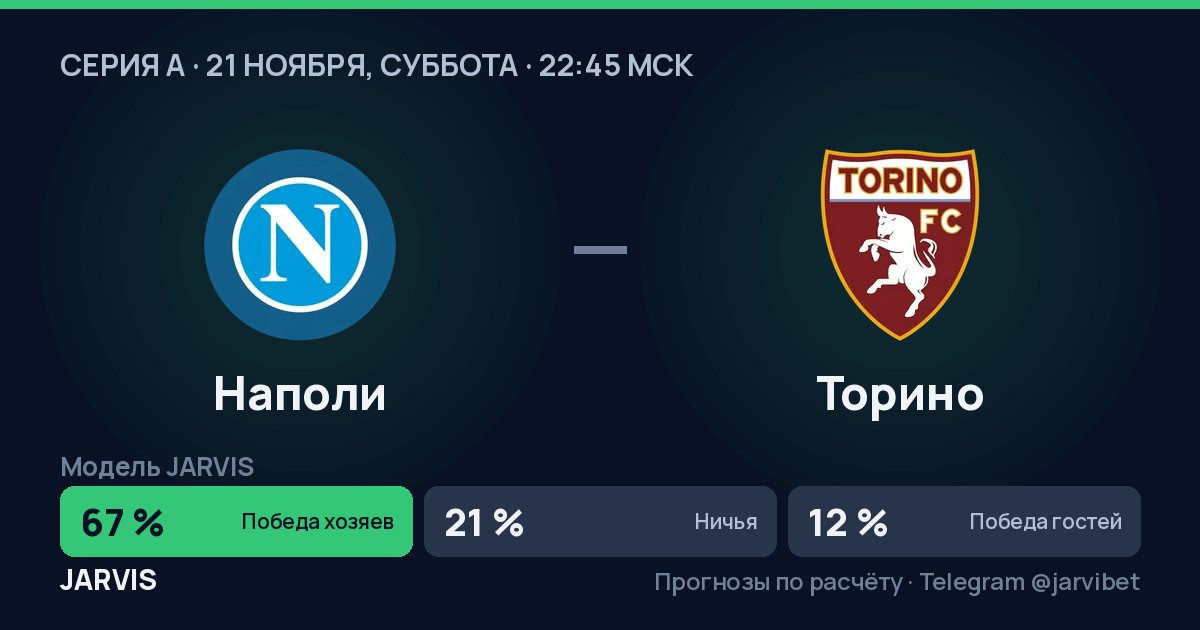 СЕРИЯ А · 21 НОЯБРЯ, СУББОТА · 22:45 МСК
N
TORINO
FC
Наполи
—
Торино
Модель JARVIS
67 % Победа хозяев
21 % Ничья
12 % Победа гостей
JARVIS
Прогнозы по расчёту · Telegram @jarvibet